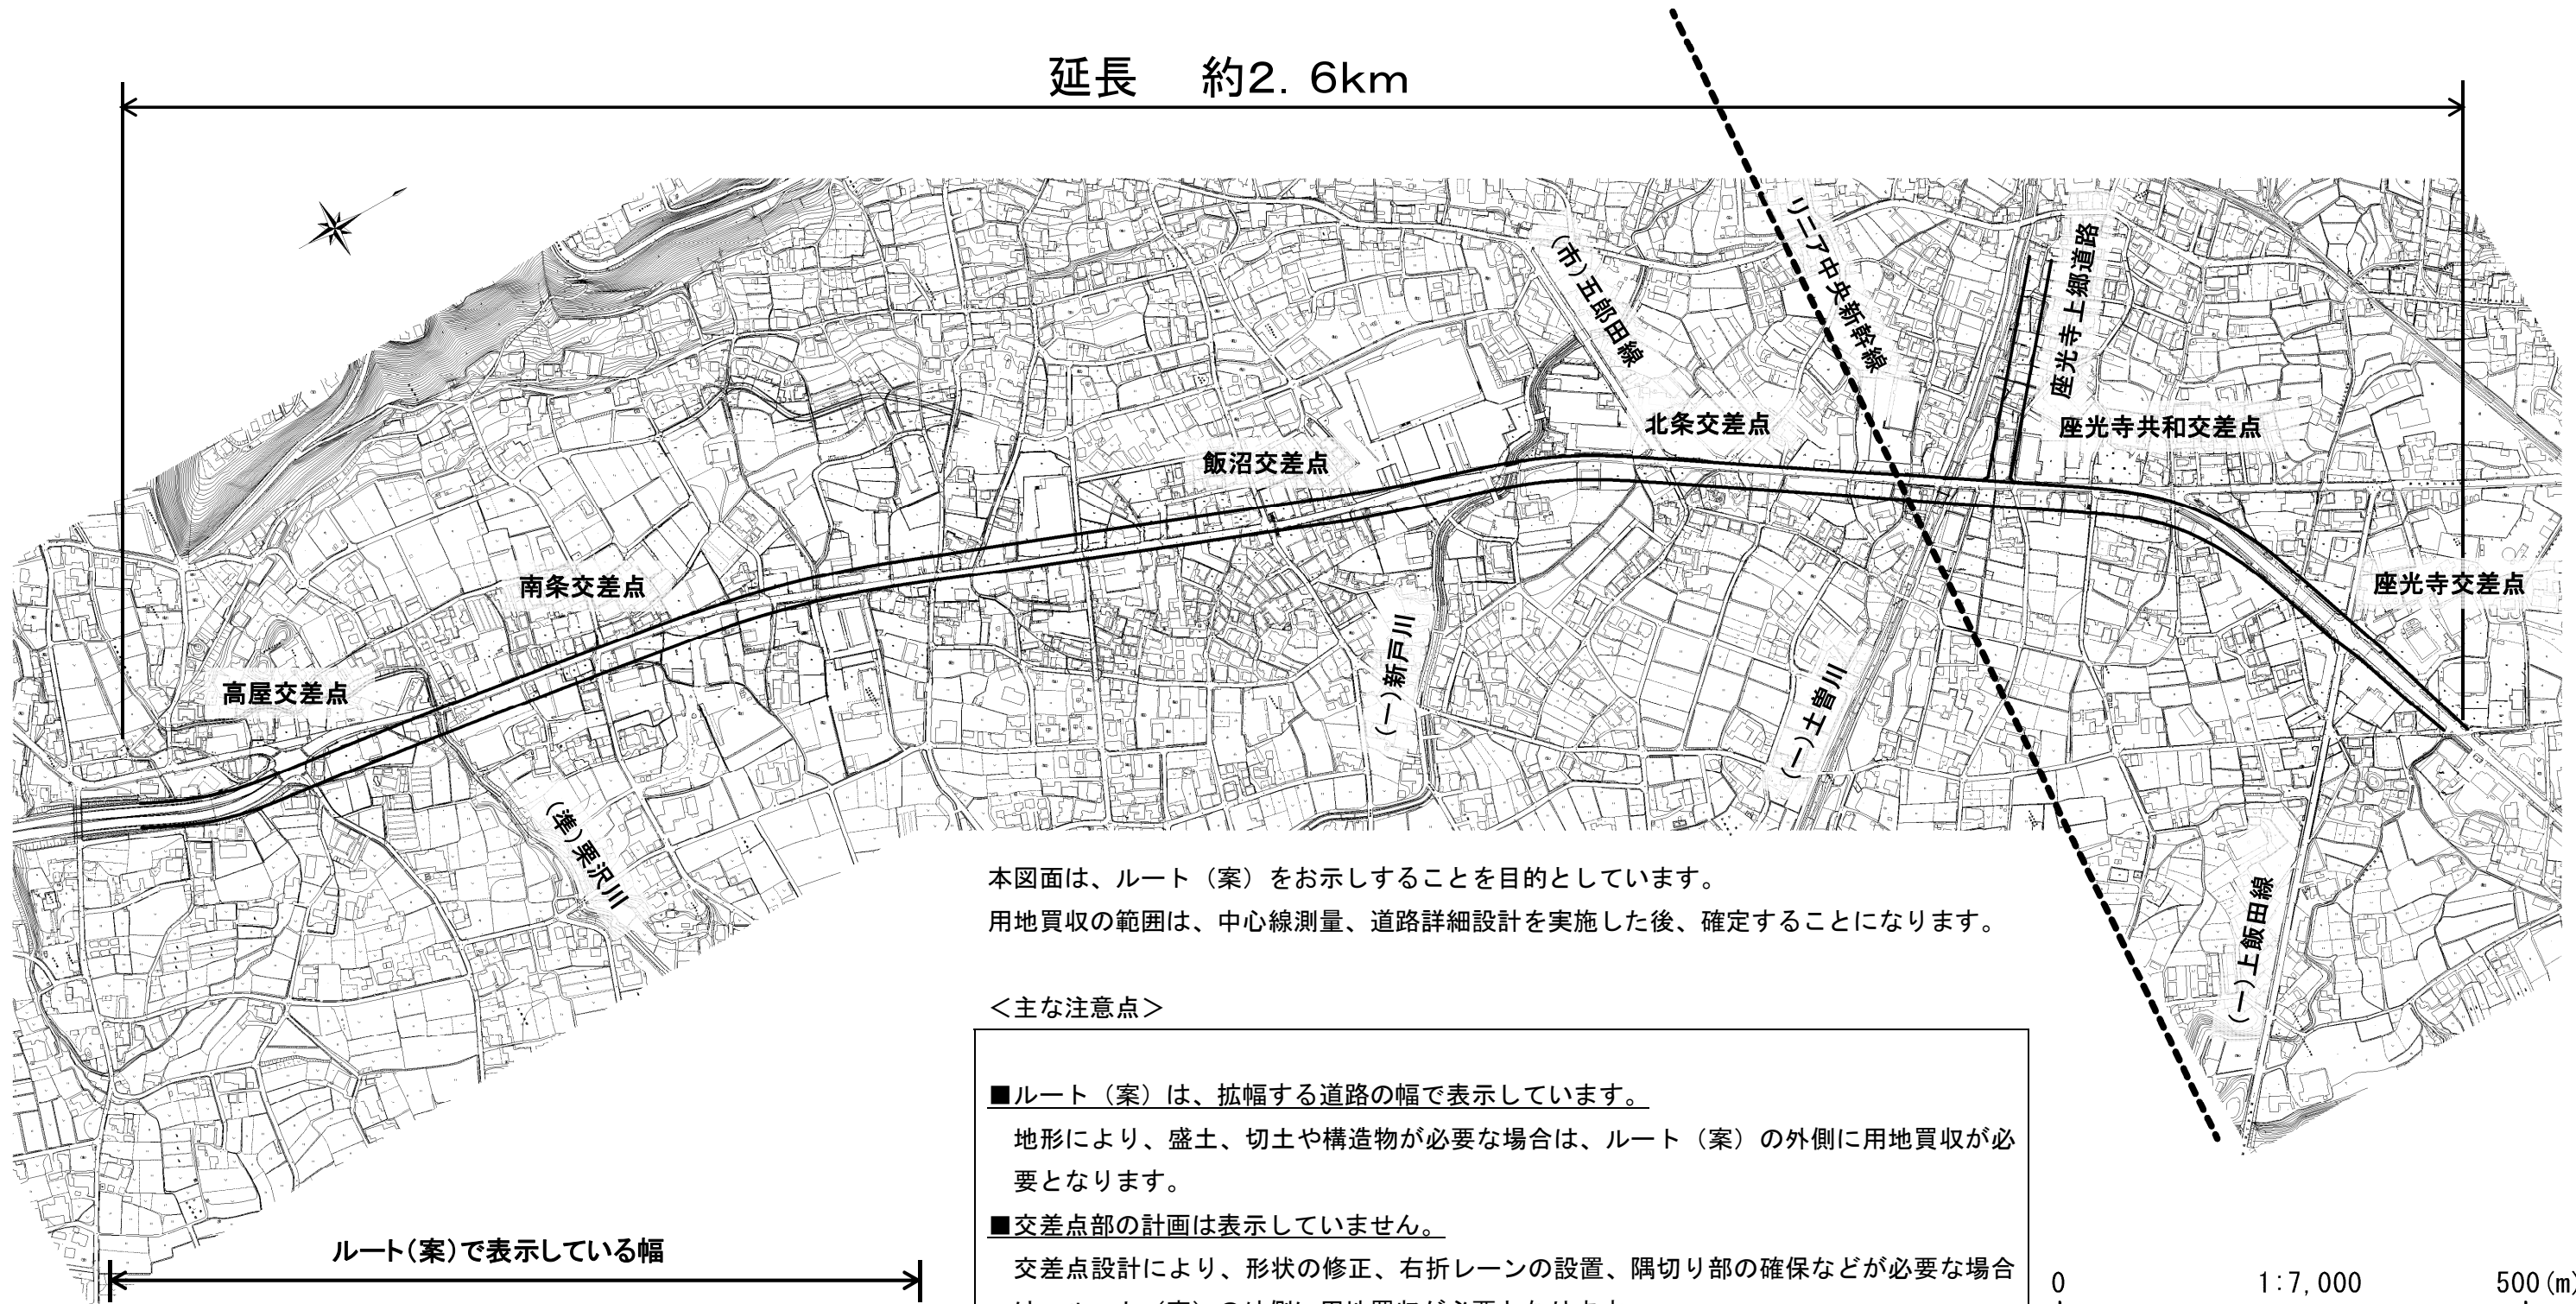 延長　約2．6km
リニア中央新幹線
(市)五郎田線
座光寺上郷道路
北条交差点
座光寺共和交差点
飯沼交差点
南条交差点
座光寺交差点
高屋交差点
(一)新戸川
(一)土曽川
(準)栗沢川
(一)上飯田線
本図面は、ルート（案）をお示しすることを目的としています。
用地買収の範囲は、中心線測量、道路詳細設計を実施した後、確定することになります。
＜主な注意点＞
■ルート（案）は、拡幅する道路の幅で表示しています。
地形により、盛土、切土や構造物が必要な場合は、ルート（案）の外側に用地買収が必
要となります。
■交差点部の計画は表示していません。
交差点設計により、形状の修正、右折レーンの設置、隅切り部の確保などが必要な場合
ルート(案)で表示している幅
0　1:7,000　500(m)